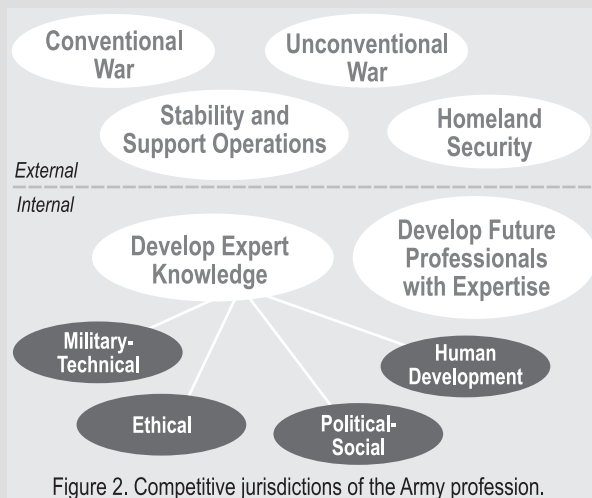 Conventional
War
Unconventional
War
Stability and
Support Operations
Homeland
Security
External
Internal
Develop Expert
Knowledge
Develop Future
Professionals
with Expertise
Military-
Technical
Human
Development
Ethical
Political-
Social
Figure 2. Competitive jurisdictions of the Army profession.